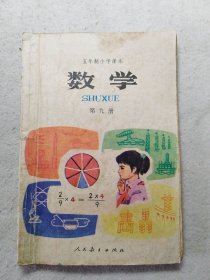 五年制小学课本
数学
SHUXUE
第九册
2/9 × 4 = 2×4/9
人民教育出版社